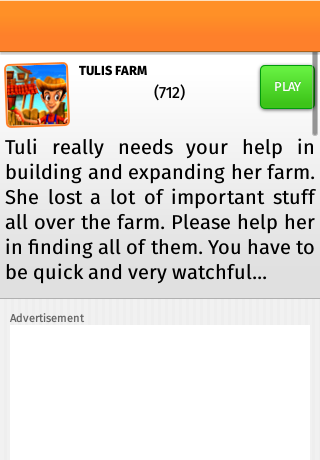 TULIS FARM
(712)
PLAY
Tuli really needs your help in
building and expanding her farm.
She lost a lot of important stuff
all over the farm. Please help her
in finding all of them. You have to
be quick and very watchful...
Advertisement